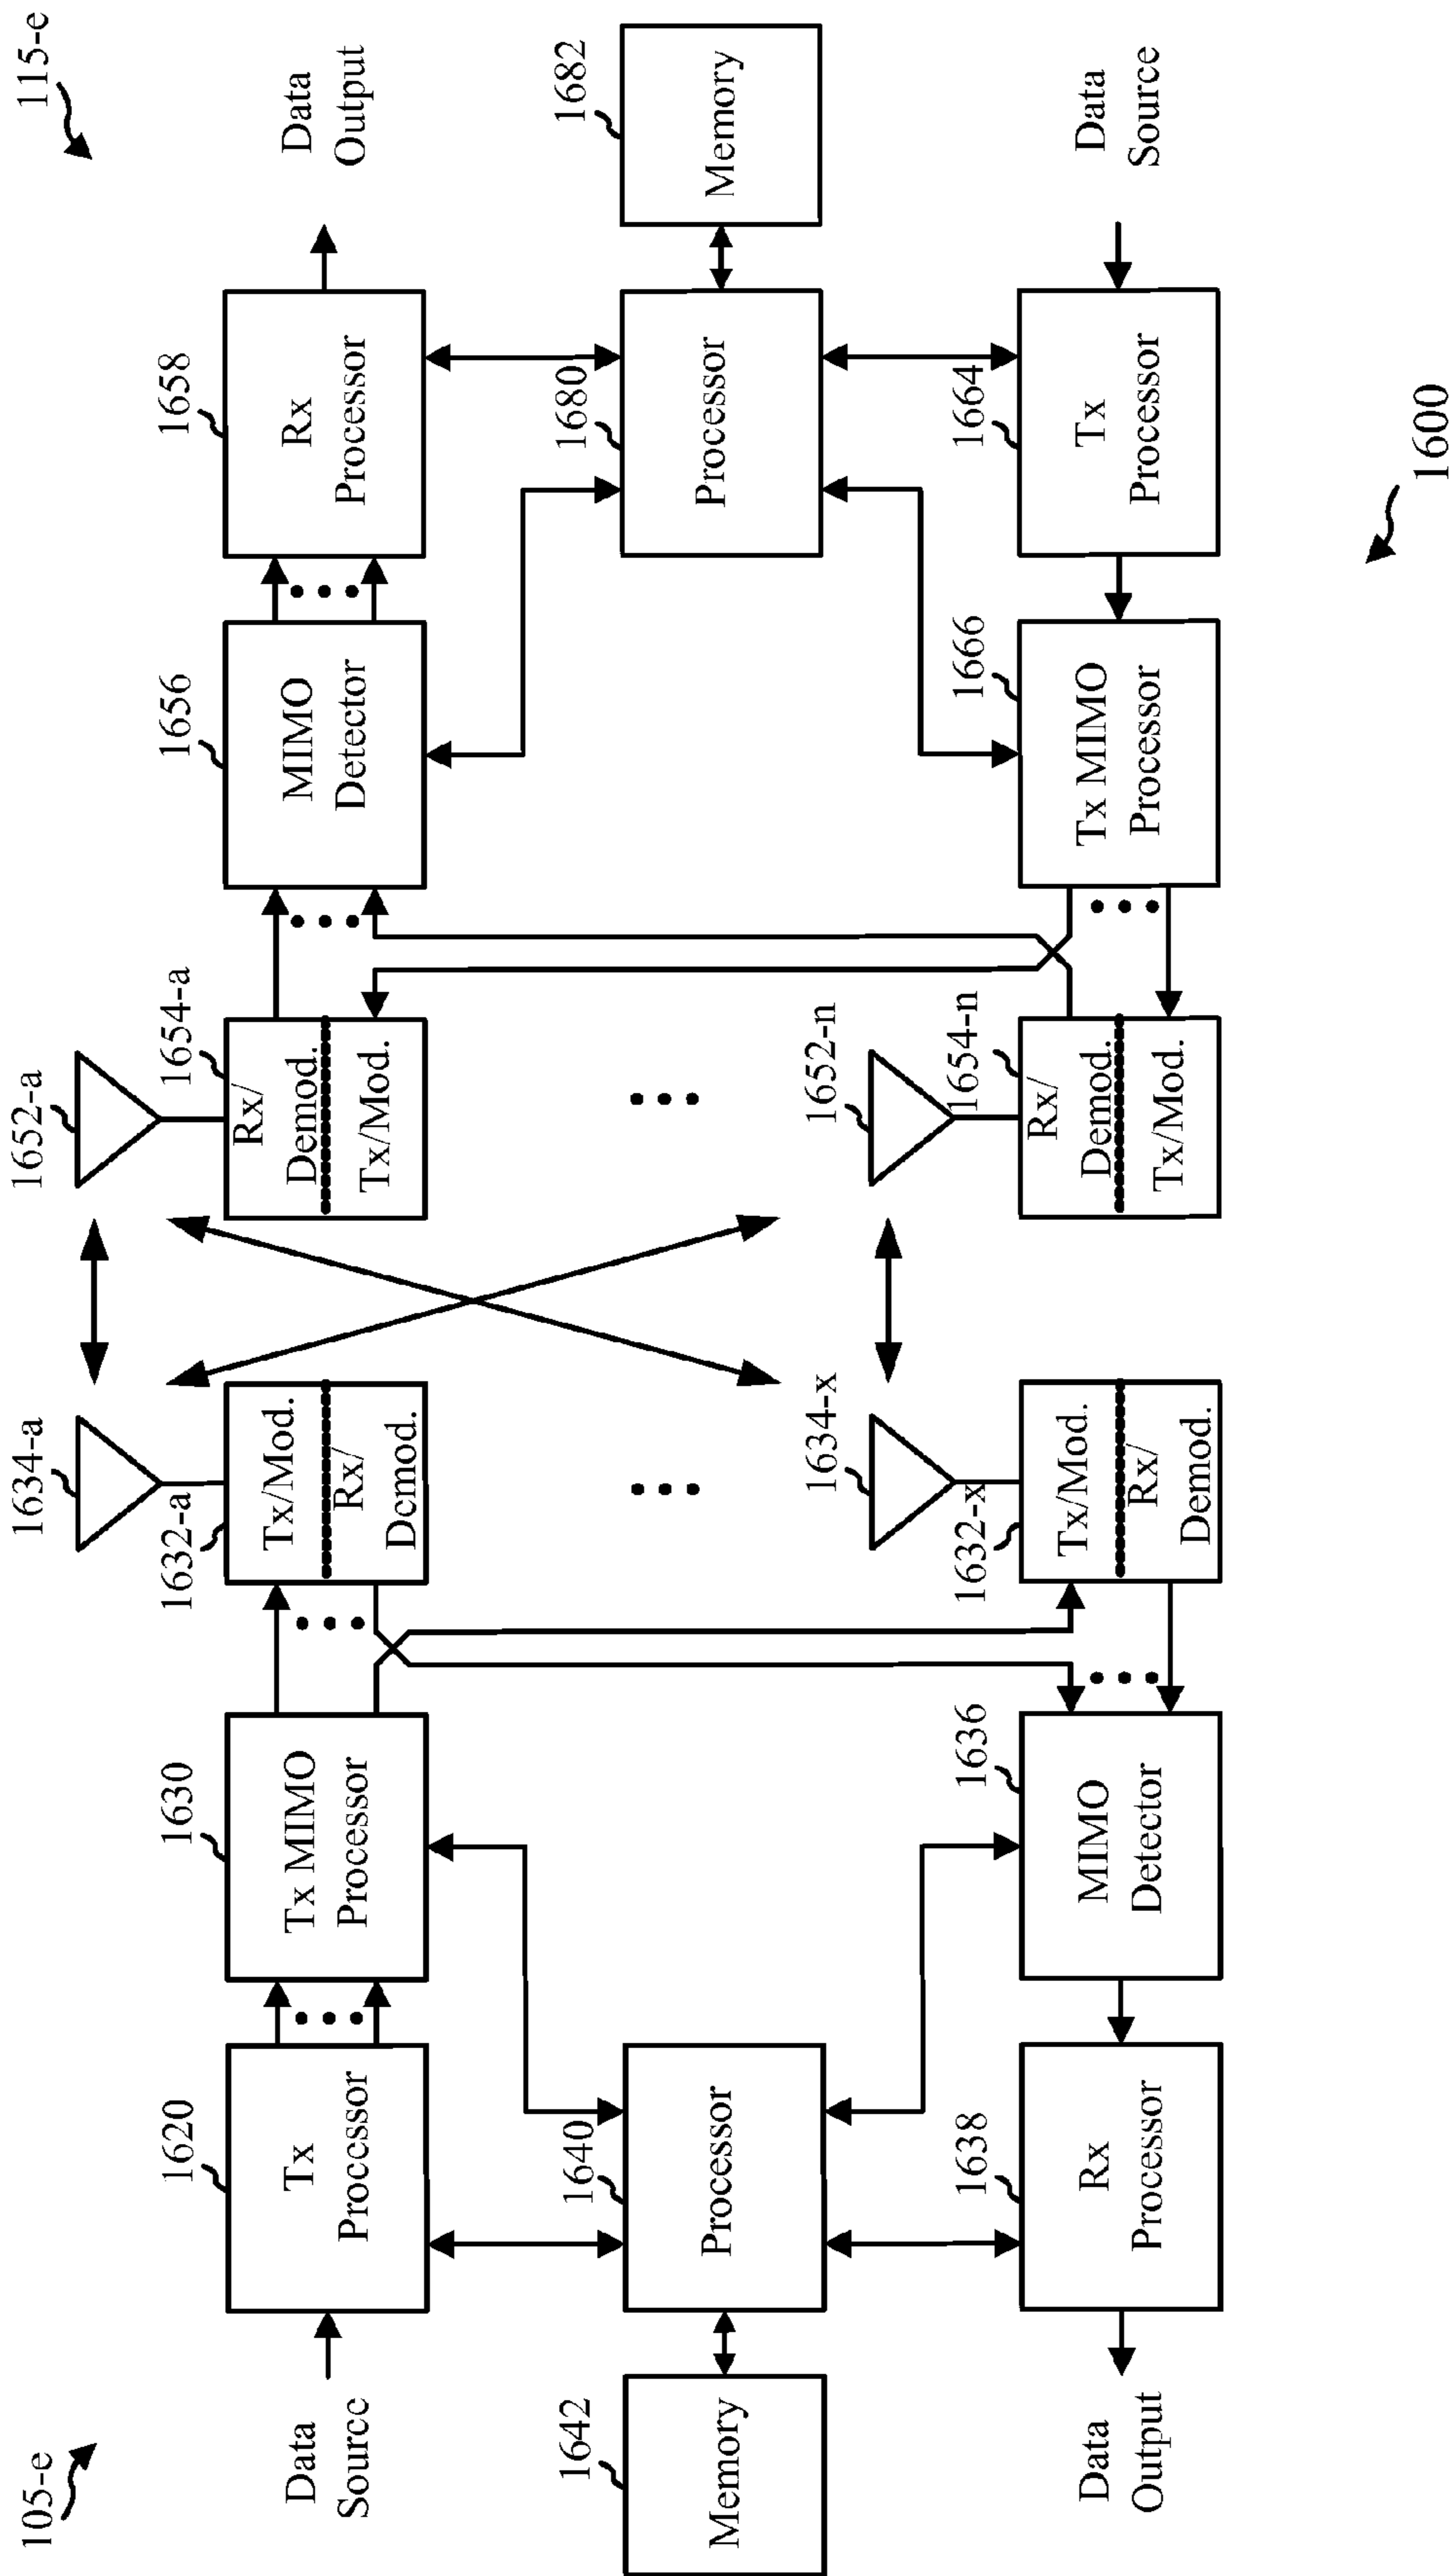 105-e
115-e
1634-a
1652-a
1620
1630
1632-a
1654-a
1656
1658
Data
Source
Tx
Processor
Tx MIMO
Processor
Tx/Mod.
Rx/
Demod.
Rx/
Demod.
Tx/Mod.
MIMO
Detector
Rx
Processor
Data
Output
1642
Memory
1640
Processor
1680
Processor
1682
Memory
1634-x
1652-n
1638
1636
1632-x
1654-n
1666
1664
Data
Output
Rx
Processor
MIMO
Detector
Tx/Mod.
Rx/
Demod.
Rx/
Demod.
Tx/Mod.
Tx MIMO
Processor
Tx
Processor
Data
Source
1600